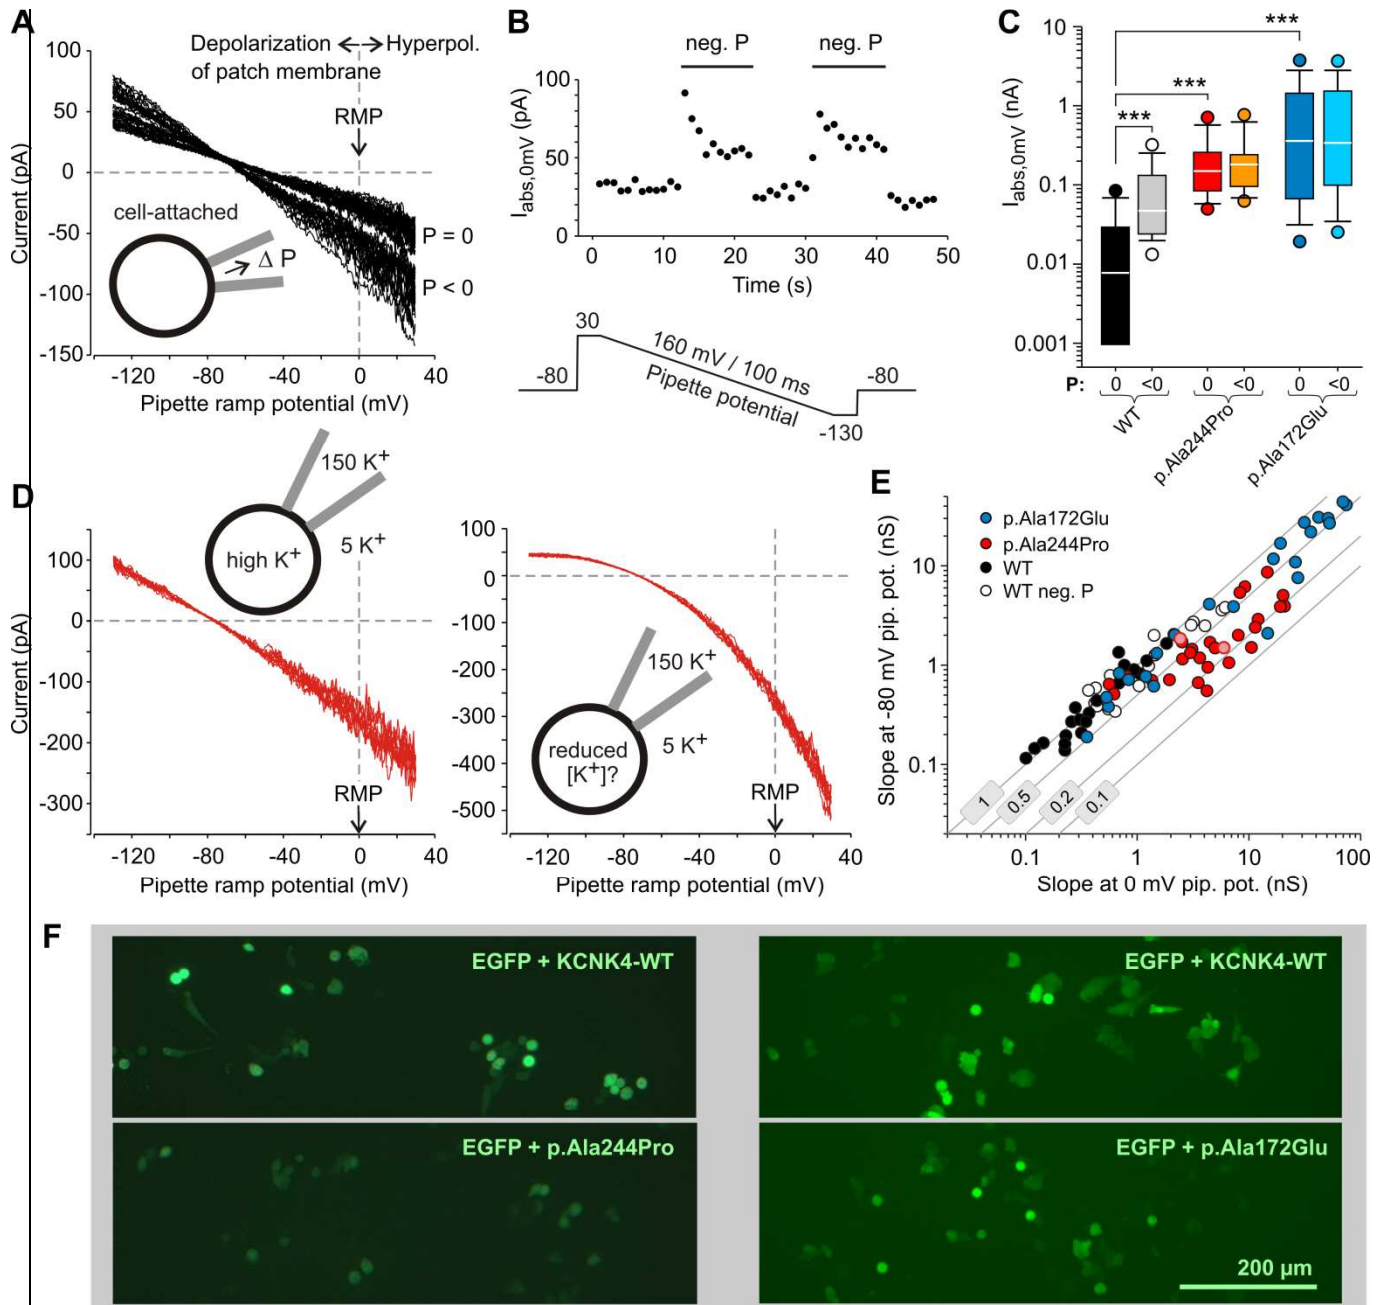 A
Depolarization
of patch membrane
Hyperpol.
100
50
0
-50
-100
-150
Current (pA)
RMP
cell-attached
Δ P
P = 0
P < 0
-120
-80
-40
0
40
Pipette ramp potential (mV)
B
neg. P
neg. P
100
50
0
Iabs,0mV (pA)
0
10
20
30
40
50
Time (s)
-80
30
160 mV / 100 ms
Pipette potential
-130
-80
C
***
***
***
10
1
0.1
0.01
0.001
Iabs,0mV (nA)
P:
0
<0
0
<0
0
<0
WT
p.Ala244Pro
p.Ala172Glu
D
150 K+
high K+
5 K+
100
0
-100
-200
-300
Current (pA)
RMP
-120
-80
-40
0
40
Pipette ramp potential (mV)
100
0
-100
-200
-300
-400
-500
150 K+
reduced
[K+]?
5 K+
RMP
-120
-80
-40
0
40
Pipette ramp potential (mV)
E
p.Ala172Glu
p.Ala244Pro
WT
WT neg. P
10
1
0.1
Slope at -80 mV pip. pot. (nS)
1
0.5
0.2
0.1
0.1
1
10
100
Slope at 0 mV pip. pot. (nS)
F
EGFP + KCNK4-WT
EGFP + KCNK4-WT
EGFP + p.Ala244Pro
EGFP + p.Ala172Glu
200 µm